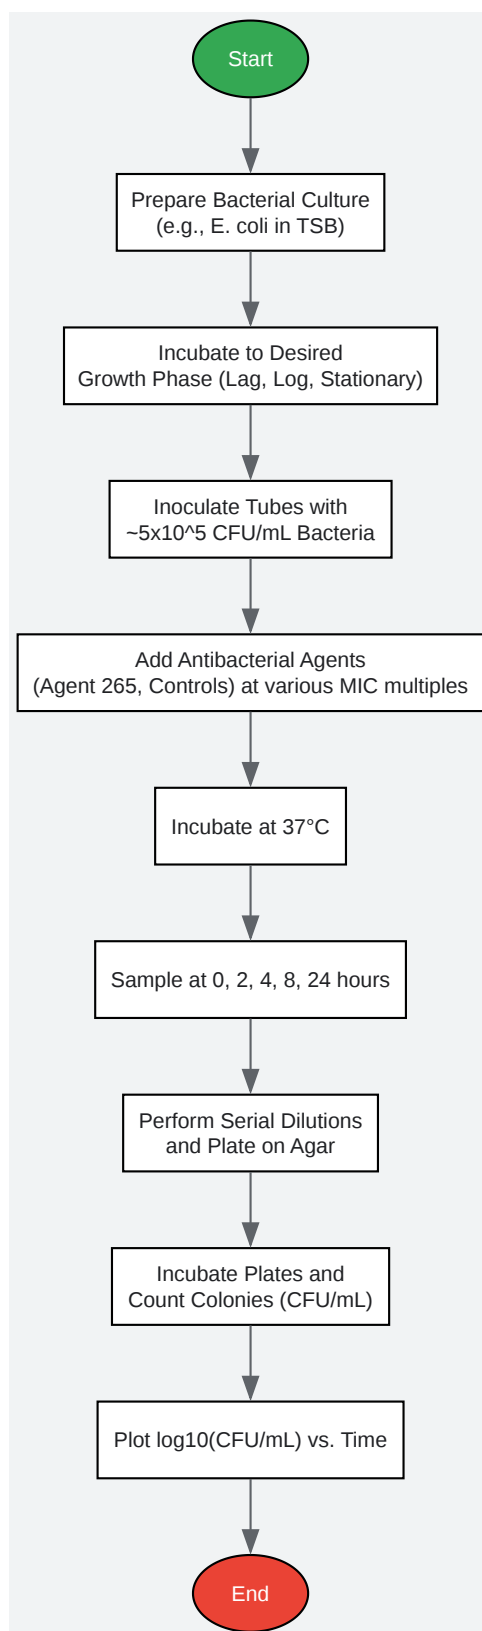 Start
Prepare Bacterial Culture
(e.g., E. coli in TSB)
Incubate to Desired
Growth Phase (Lag, Log, Stationary)
Inoculate Tubes with
~5x10^5 CFU/mL Bacteria
Add Antibacterial Agents
(Agent 265, Controls) at various MIC multiples
Incubate at 37°C
Sample at 0, 2, 4, 8, 24 hours
Perform Serial Dilutions
and Plate on Agar
Incubate Plates and
Count Colonies (CFU/mL)
Plot log10(CFU/mL) vs. Time
End